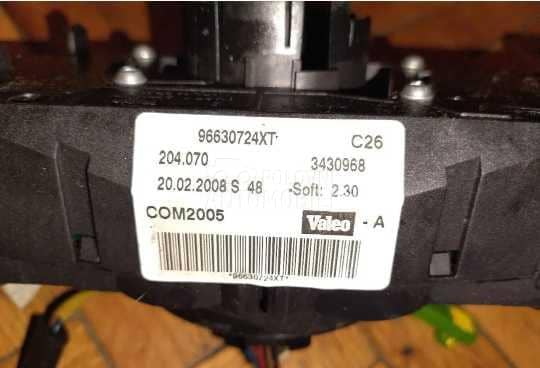 96630724XT* C26
204.070 3430968
20.02.2008 S 48 -Soft: 2.30
COM2005 Valeo - A
*96630724XT*